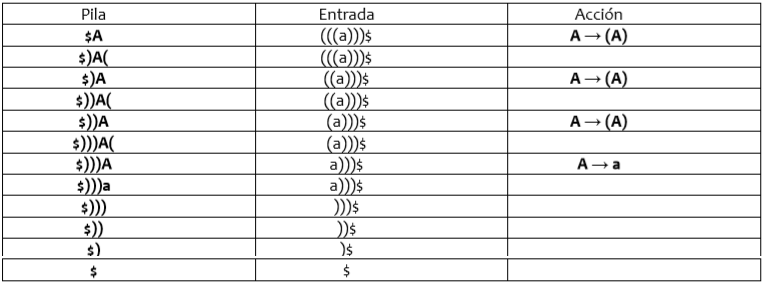 Pila Entrada Acción
$A (((a)))$ A → (A)
$)A( (((a)))$
$)A ((a)))$ A → (A)
$))A( ((a)))$
$))A (a)))$ A → (A)
$)))A( (a)))$
$)))A a)))$ A → a
$)))a a)))$
$))) )))$
$)) ))$
$) )$
$ $